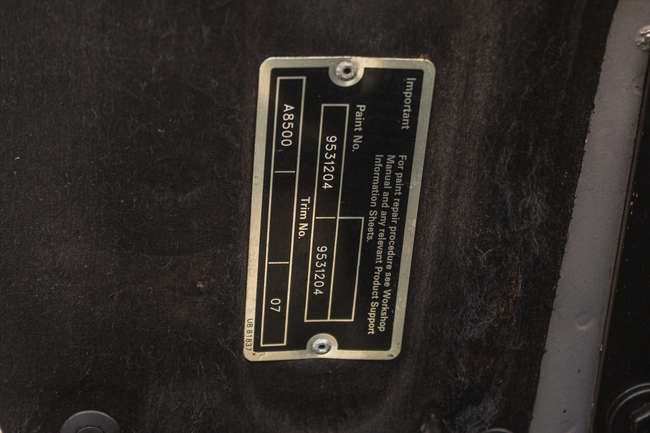 Important
For paint repair procedure see Workshop
Manual and any relevant Product Support
Information Sheets.
Paint No.
9531204 9531204
Trim No.
A8500 07
UB 81837